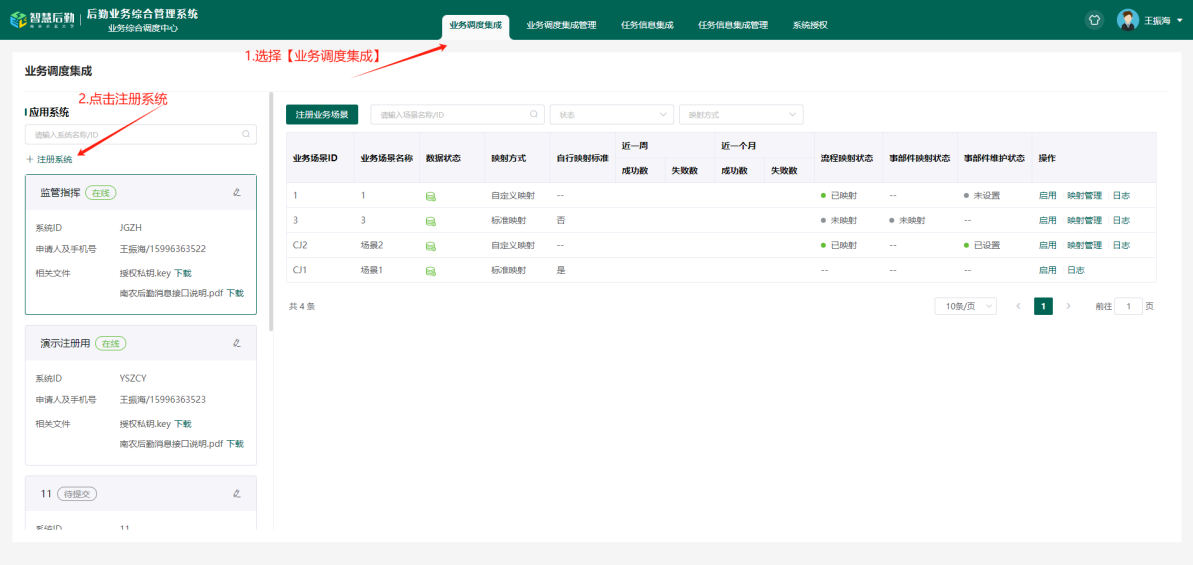 智慧后勤
后勤业务综合管理系统
业务综合调度中心
业务调度集成
业务调度集成管理
任务信息集成
任务信息集成管理
系统授权
王振海
1.选择【业务调度集成】
业务调度集成
2.点击注册系统
应用系统
请输入系统名称/ID
+ 注册系统
监管指挥 在线
系统ID JGZH
申请人及手机号 王振海/15996363522
相关文件 授权私钥.key 下载
南农后勤消息接口说明.pdf 下载
演示注册用 在线
系统ID YSZCY
申请人及手机号 王振海/15996363523
相关文件 授权私钥.key 下载
南农后勤消息接口说明.pdf 下载
11 待提交
系统ID 11
注册业务场景 请输入场景名称/ID 状态 映射方式
业务场景ID 业务场景名称 数据状态 映射方式 自行映射标准 近一周 近一个月 流程映射状态 事部件映射状态 事部件维护状态 操作
成功数 失败数 成功数 失败数
1 1 自定义映射 -- 已映射 -- 未设置 启用 映射管理 日志
3 3 标准映射 否 未映射 未映射 -- 启用 映射管理 日志
CJ2 场景2 自定义映射 -- 已映射 -- 已设置 启用 映射管理 日志
CJ1 场景1 标准映射 是 -- -- -- 启用 日志
共 4 条 10条/页 < 1 > 前往 1 页